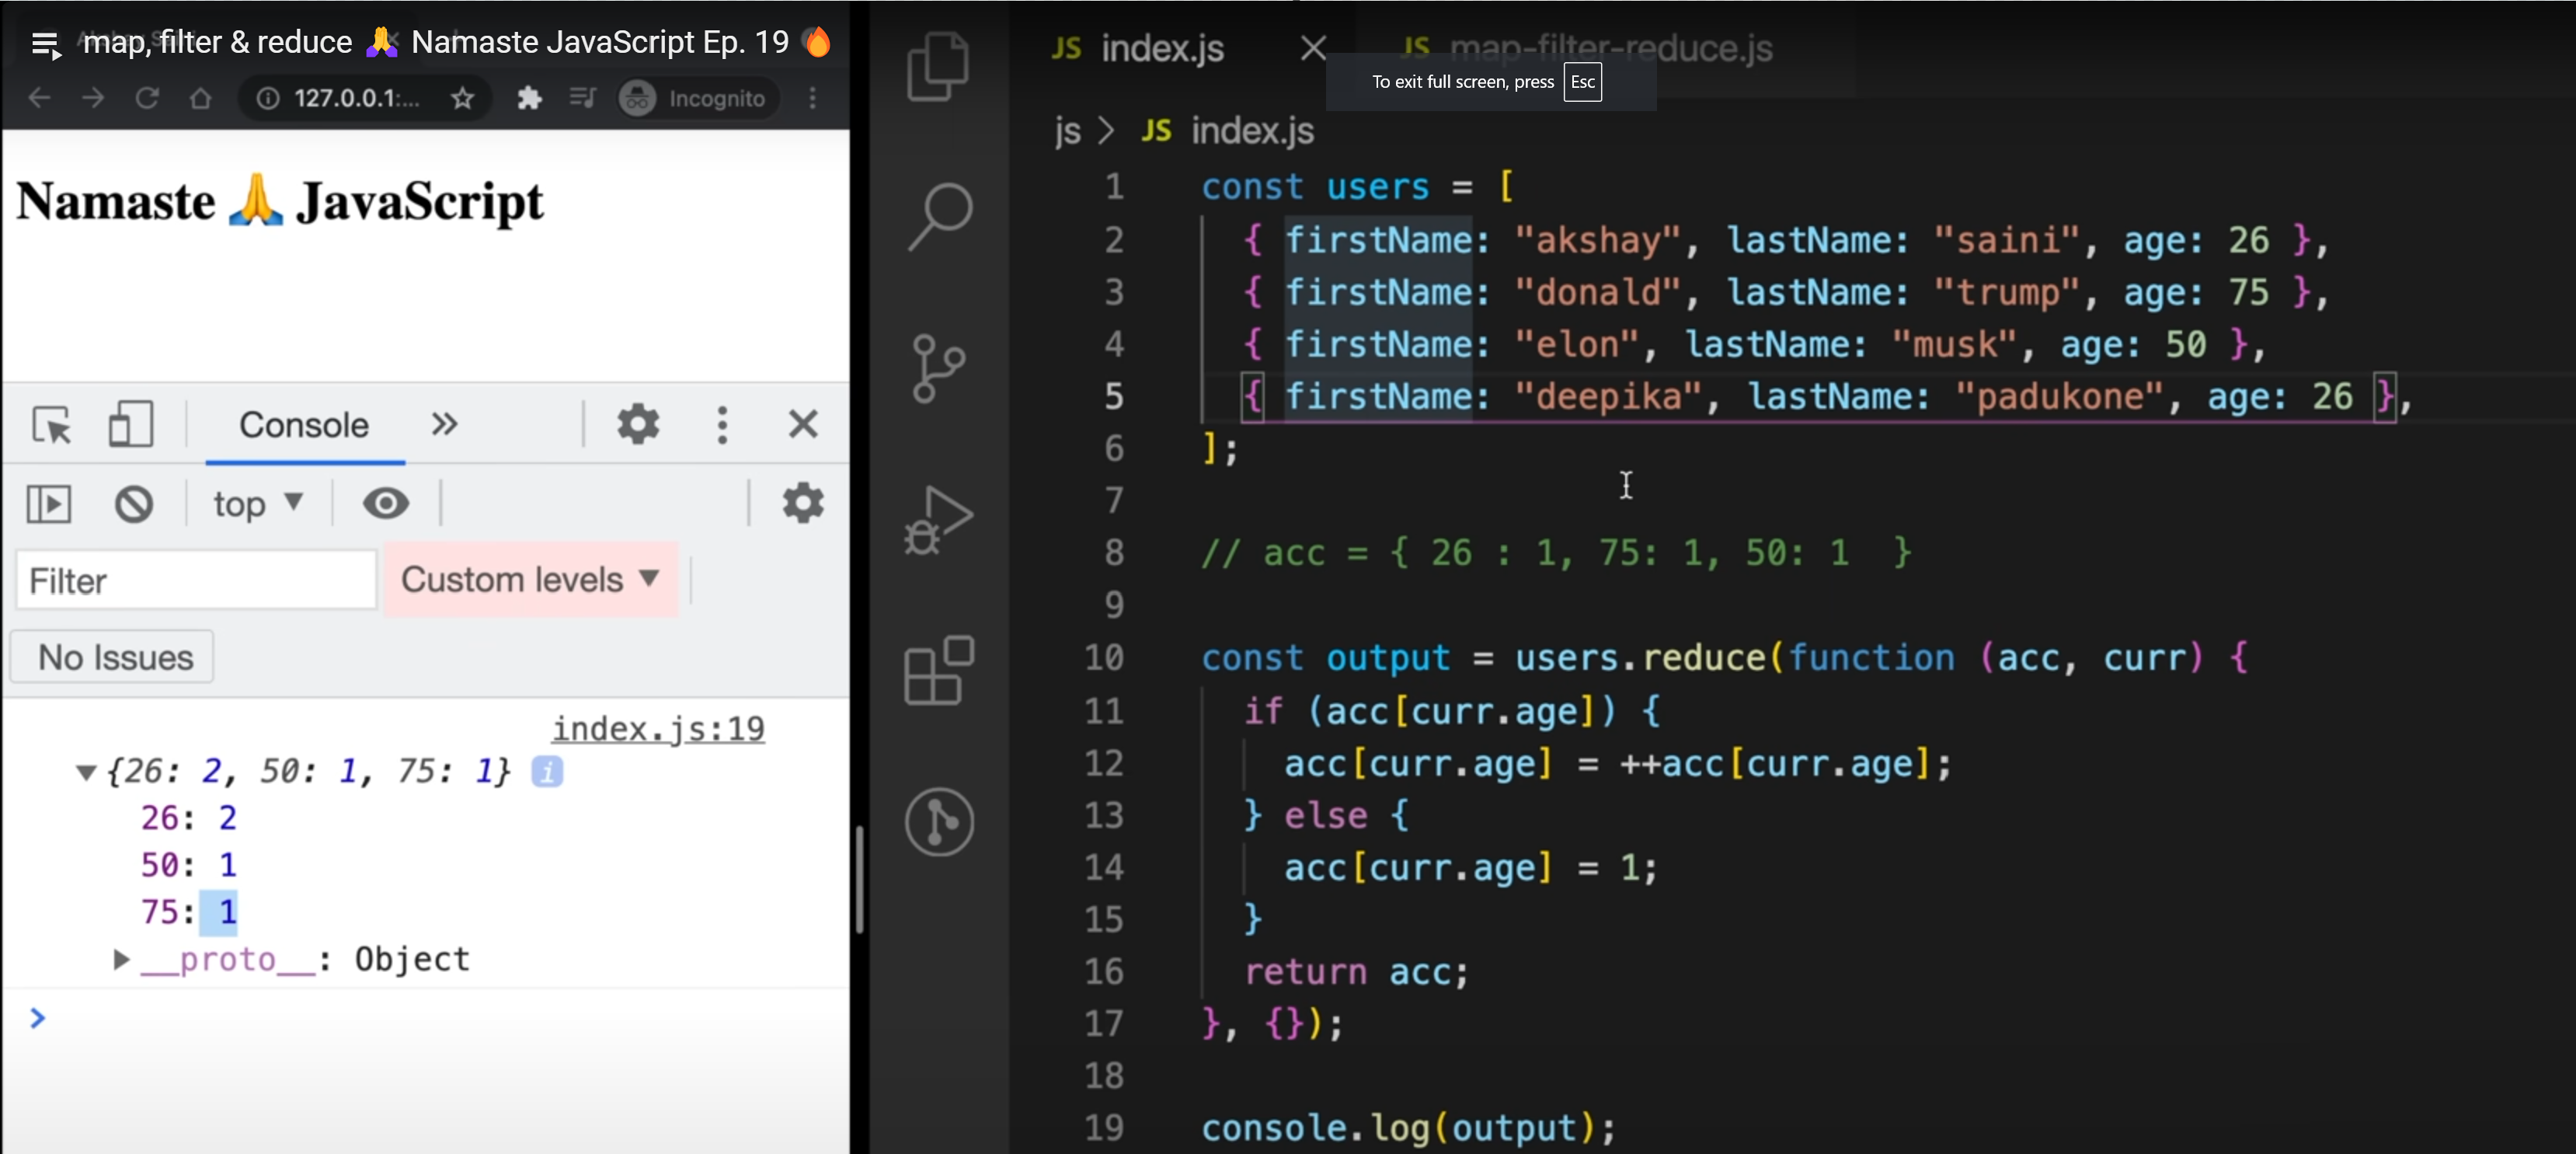 map, filter & reduce 🙏 Namaste JavaScript Ep. 19 🔥
127.0.0.1:... Incognito
Namaste 🙏 JavaScript
Console
top
Filter Custom levels
No Issues
index.js:19
{26: 2, 50: 1, 75: 1} i
26: 2
50: 1
75: 1
__proto__: Object
JS index.js JS map-filter-reduce.js
To exit full screen, press Esc
js > JS index.js
1 const users = [
2 { firstName: "akshay", lastName: "saini", age: 26 },
3 { firstName: "donald", lastName: "trump", age: 75 },
4 { firstName: "elon", lastName: "musk", age: 50 },
5 { firstName: "deepika", lastName: "padukone", age: 26 },
6 ];
7
8 // acc = { 26 : 1, 75: 1, 50: 1  }
9
10 const output = users.reduce(function (acc, curr) {
11 if (acc[curr.age]) {
12 acc[curr.age] = ++acc[curr.age];
13 } else {
14 acc[curr.age] = 1;
15 }
16 return acc;
17 }, {});
18
19 console.log(output);